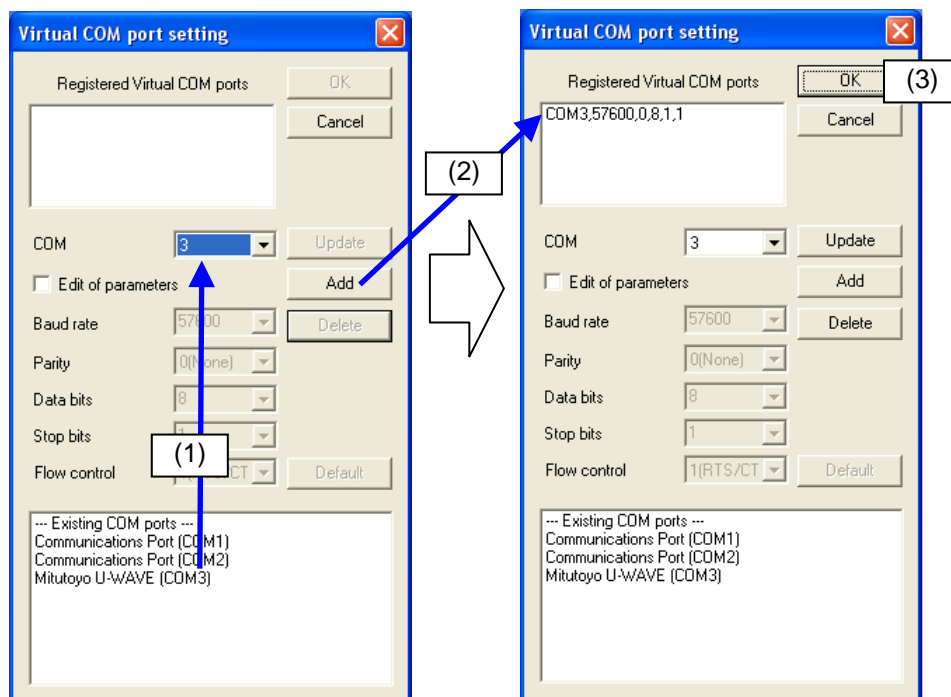 Virtual COM port setting
Registered Virtual COM ports
OK
Cancel
COM
3
Update
Edit of parameters
Add
Baud rate
57600
Delete
Parity
0(None)
Data bits
8
Stop bits
(1)
Flow control
Default
--- Existing COM ports ---
Communications Port (COM1)
Communications Port (COM2)
Mitutoyo U-WAVE (COM3)
(2)
Virtual COM port setting
Registered Virtual COM ports
OK
(3)
COM3,57600,0,8,1,1
Cancel
COM
3
Update
Edit of parameters
Add
Baud rate
57600
Delete
Parity
0(None)
Data bits
8
Stop bits
1
Flow control
1(RTS/CT
Default
--- Existing COM ports ---
Communications Port (COM1)
Communications Port (COM2)
Mitutoyo U-WAVE (COM3)